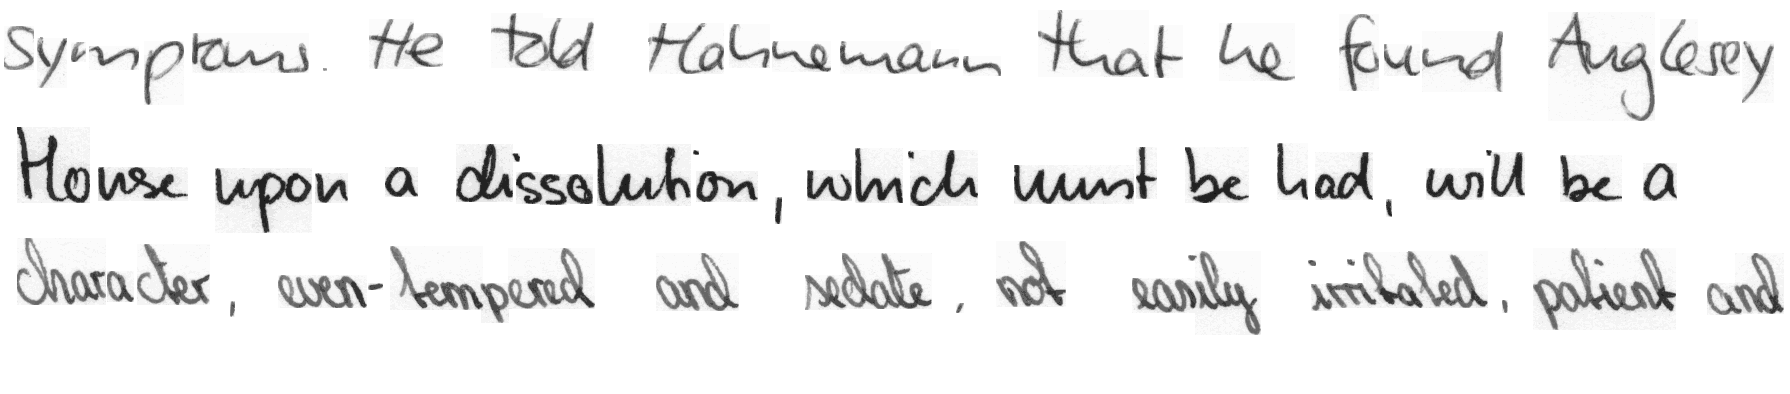 symptoms. He told Hahnemann that he found Anglesey
House upon a dissolution, which must be had, will be a
character, even-tempered and sedate, not easily irritated, patient and